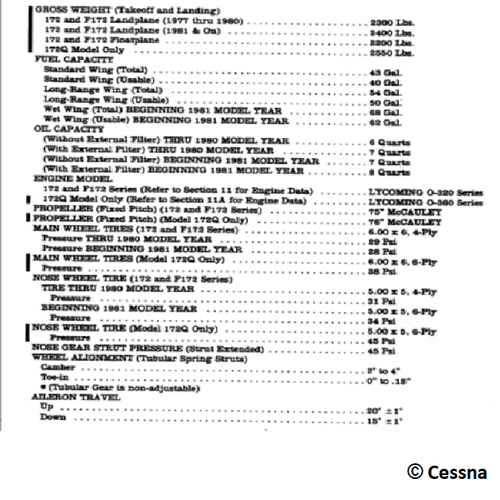 GROSS WEIGHT (Takeoff and Landing)
172 and F172 Landplane (1977 thru 1980) 2300 Lbs.
172 and F172 Landplane (1981 & On) 2400 Lbs.
172 and F172 Floatplane 2200 Lbs.
172Q Model Only 2550 Lbs.
FUEL CAPACITY
Standard Wing (Total) 43 Gal.
Standard Wing (Usable) 40 Gal.
Long-Range Wing (Total) 54 Gal.
Long-Range Wing (Usable) 50 Gal.
Wet Wing (Total) BEGINNING 1981 MODEL YEAR 68 Gal.
Wet Wing (Usable) BEGINNING 1981 MODEL YEAR 62 Gal.
OIL CAPACITY
(Without External Filter) THRU 1980 MODEL YEAR 6 Quarts
(With External Filter) THRU 1980 MODEL YEAR 7 Quarts
(Without External Filter) BEGINNING 1981 MODEL YEAR 7 Quarts
(With External Filter) BEGINNING 1981 MODEL YEAR 8 Quarts
ENGINE MODEL
172 and F172 Series (Refer to Section 11 for Engine Data) LYCOMING O-320 Series
172Q Model Only (Refer to Section 11A for Engine Data) LYCOMING O-360 Series
PROPELLER (Fixed Pitch) (172 and F172 Series) 75" McCAULEY
PROPELLER (Fixed Pitch) (Model 172Q Only) 76" McCAULEY
MAIN WHEEL TIRES (172 and F172 Series) 6.00 x 6, 4-Ply
Pressure THRU 1980 MODEL YEAR 29 Psi
Pressure BEGINNING 1981 MODEL YEAR 28 Psi
MAIN WHEEL TIRES (Model 172Q Only) 6.00 x 6, 6-Ply
Pressure 38 Psi
NOSE WHEEL TIRE (172 and F172 Series)
TIRE THRU 1980 MODEL YEAR 5.00 x 5, 4-Ply
Pressure 31 Psi
BEGINNING 1981 MODEL YEAR 5.00 x 5, 6-Ply
Pressure 34 Psi
NOSE WHEEL TIRE (Model 172Q Only) 5.00 x 5, 6-Ply
Pressure 45 Psi
NOSE GEAR STRUT PRESSURE (Strut Extended) 45 Psi
WHEEL ALIGNMENT (Tubular Spring Struts)
Camber 2° to 4°
Toe-in 0" to .18"
* (Tubular Gear is non-adjustable)
AILERON TRAVEL
Up 20° ±1°
Down 15° ±1°
© Cessna